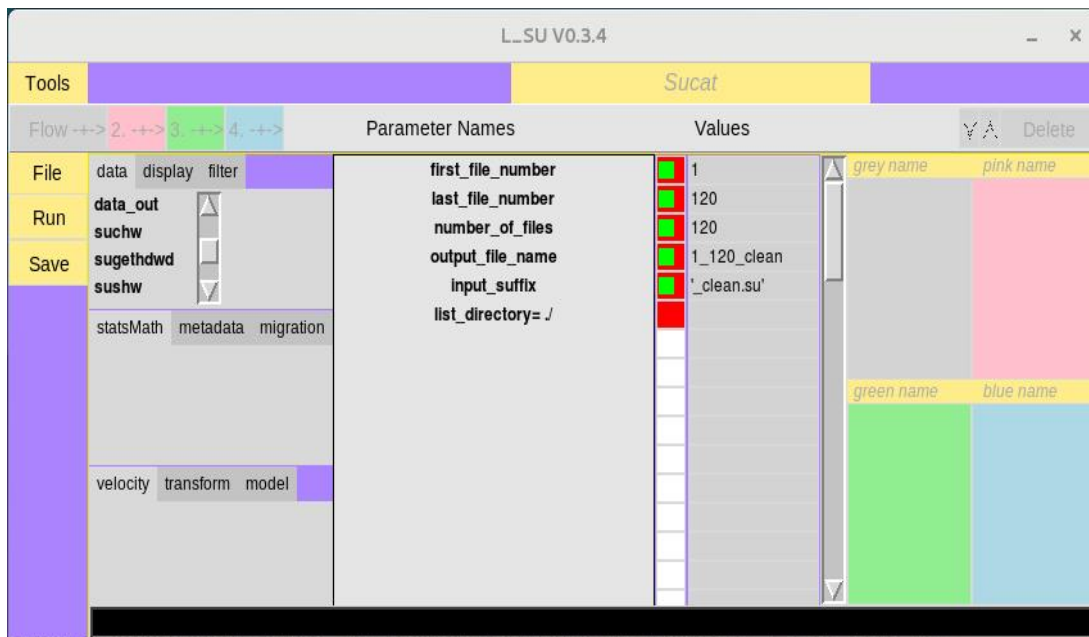 L_SU V0.3.4
Tools Sucat
Flow -+-> 2. -+-> 3. -+-> 4. -+-> Parameter Names Values Delete
File data display filter first_file_number 1 grey name pink name
data_out last_file_number 120
Run suchw number_of_files 120
Save sugethdwd output_file_name 1_120_clean
sushw input_suffix '_clean.su'
statsMath metadata migration list_directory= ./
green name blue name
velocity transform model